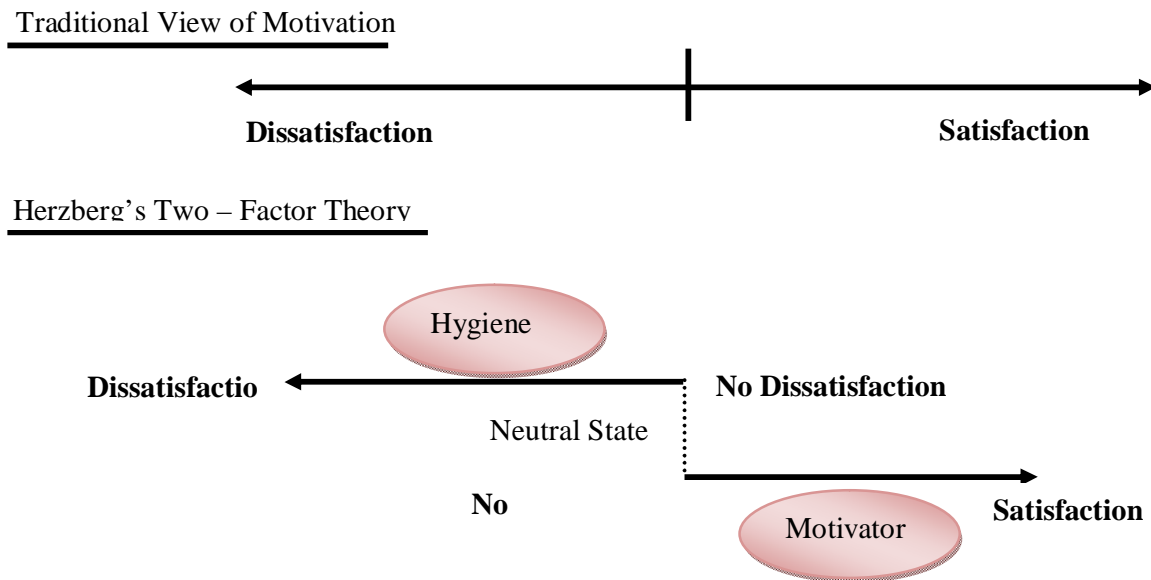 Traditional View of Motivation
Dissatisfaction
Satisfaction
Herzberg's Two – Factor Theory
Hygiene
Dissatisfactio
No Dissatisfaction
Neutral State
No
Satisfaction
Motivator